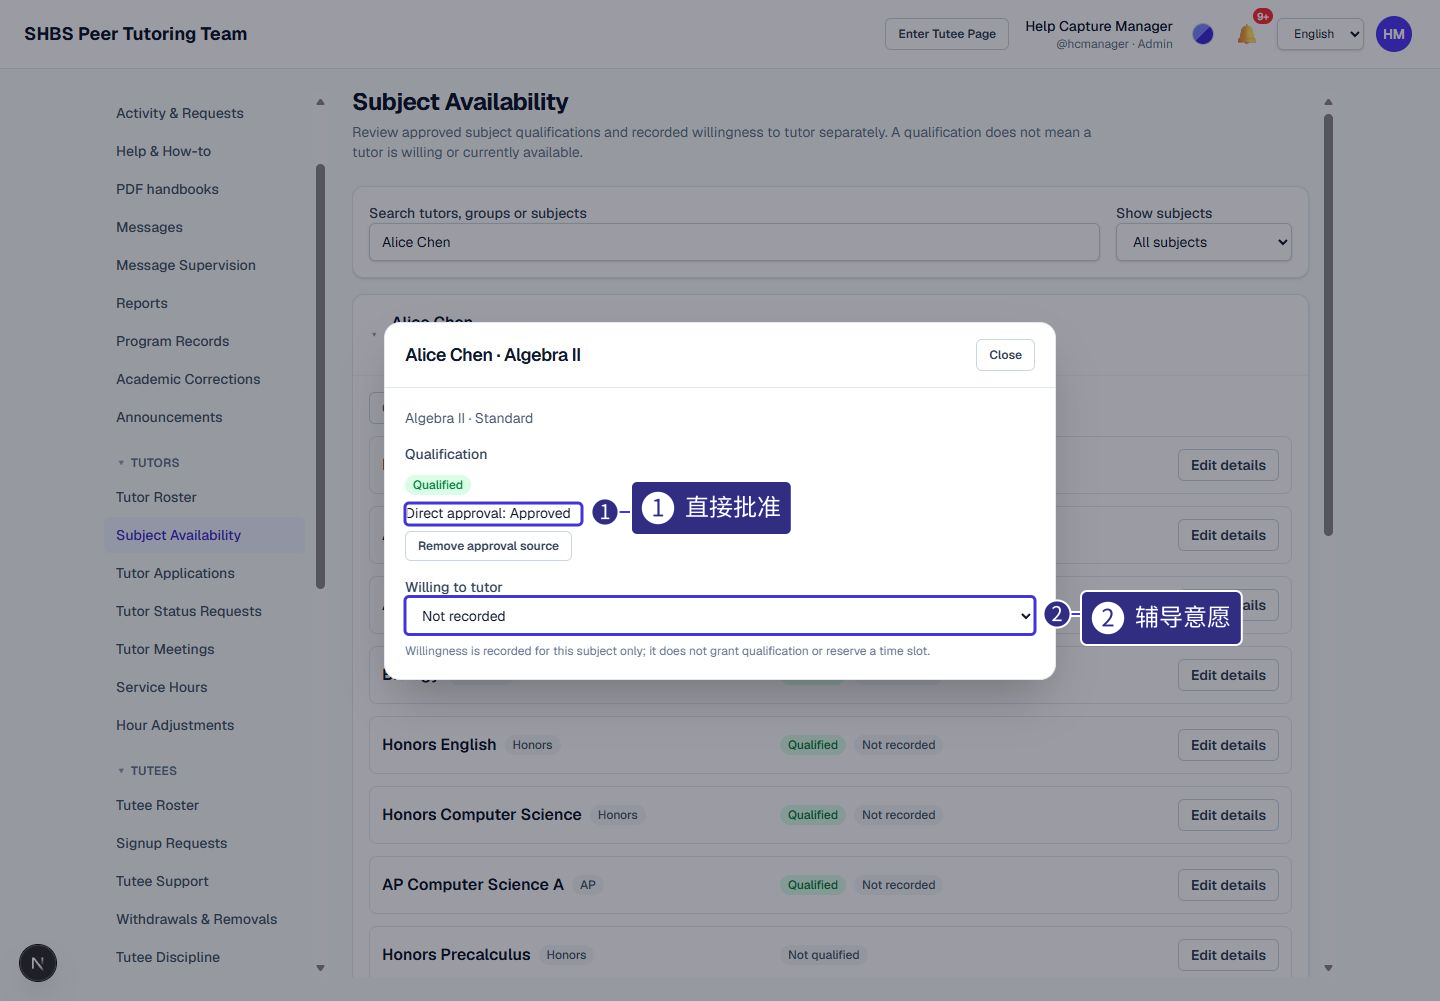 SHBS Peer Tutoring Team
Enter Tutee Page
Help Capture Manager
@hcmanager · Admin
9+
English
HM
Activity & Requests
Help & How-to
PDF handbooks
Messages
Message Supervision
Reports
Program Records
Academic Corrections
Announcements
TUTORS
Tutor Roster
Subject Availability
Tutor Applications
Tutor Status Requests
Tutor Meetings
Service Hours
Hour Adjustments
TUTEES
Tutee Roster
Signup Requests
Tutee Support
Withdrawals & Removals
Tutee Discipline
N
Subject Availability
Review approved subject qualifications and recorded willingness to tutor separately. A qualification does not mean a
tutor is willing or currently available.
Search tutors, groups or subjects
Alice Chen
Show subjects
All subjects
Alice Chen
Alice Chen · Algebra II
Close
Algebra II · Standard
Qualification
Qualified
Direct approval: Approved
1
1 直接批准
Remove approval source
Willing to tutor
Not recorded
2
2 辅导意愿
Willingness is recorded for this subject only; it does not grant qualification or reserve a time slot.
Edit details
Edit details
Edit details
Honors English Honors Qualified Not recorded Edit details
Honors Computer Science Honors Qualified Not recorded Edit details
AP Computer Science A AP Qualified Not recorded Edit details
Honors Precalculus Honors Not qualified Edit details